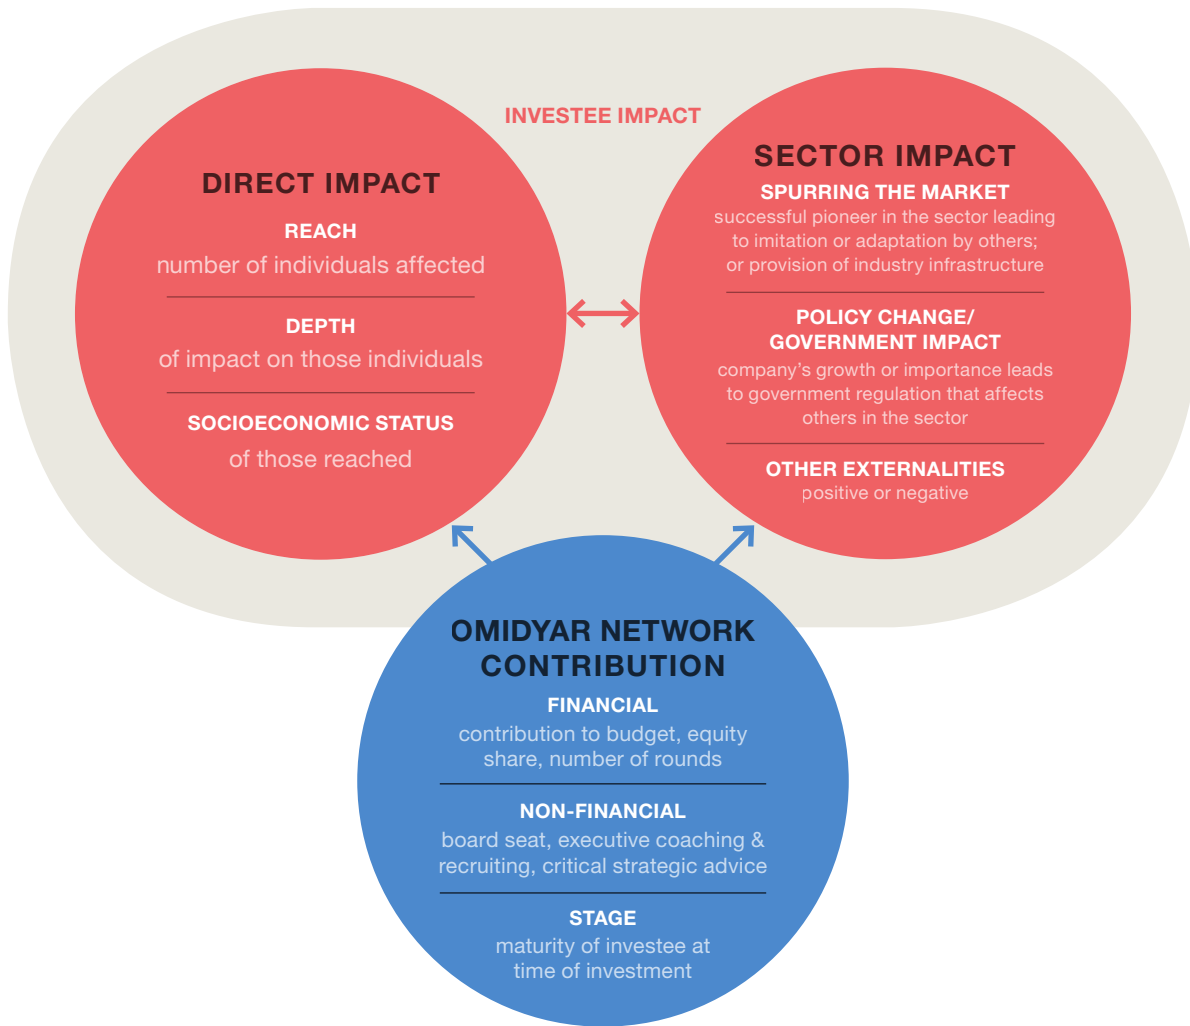 INVESTEE IMPACT
DIRECT IMPACT
REACH
number of individuals affected
DEPTH
of impact on those individuals
SOCIOECONOMIC STATUS
of those reached
SECTOR IMPACT
SPURRING THE MARKET
successful pioneer in the sector leading
to imitation or adaptation by others;
or provision of industry infrastructure
POLICY CHANGE/
GOVERNMENT IMPACT
company’s growth or importance leads
to government regulation that affects
others in the sector
OTHER EXTERNALITIES
positive or negative
OMIDYAR NETWORK
CONTRIBUTION
FINANCIAL
contribution to budget, equity
share, number of rounds
NON-FINANCIAL
board seat, executive coaching &
recruiting, critical strategic advice
STAGE
maturity of investee at
time of investment